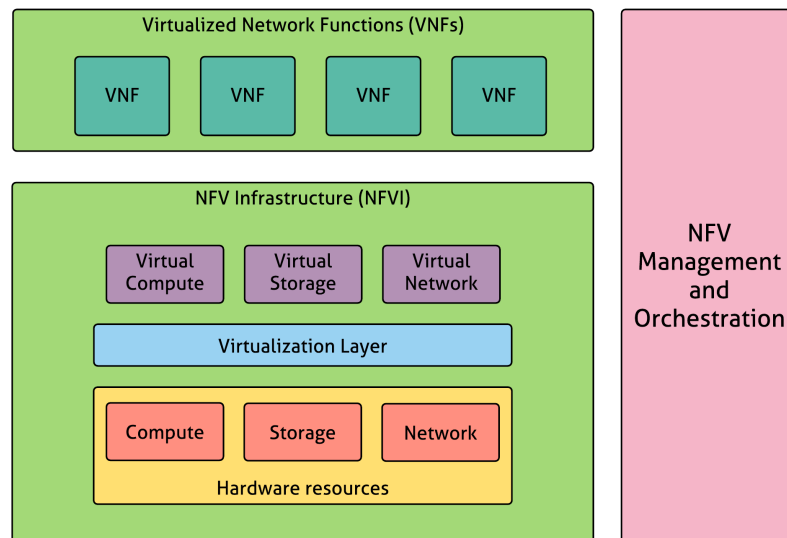 Virtualized Network Functions (VNFs)
VNF
VNF
VNF
VNF
NFV Infrastructure (NFVI)
Virtual
Compute
Virtual
Storage
Virtual
Network
Virtualization Layer
Compute
Storage
Network
Hardware resources
NFV
Management
and
Orchestration